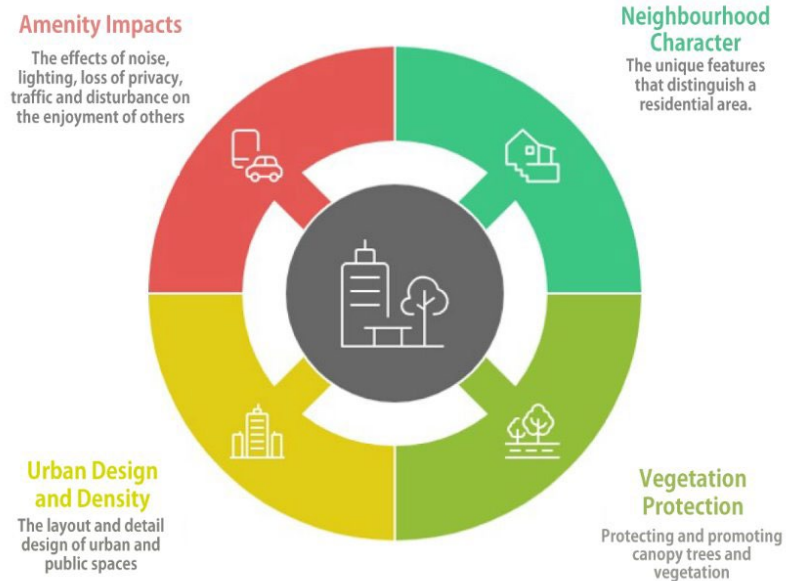 Amenity Impacts
The effects of noise,
lighting, loss of privacy,
traffic and disturbance on
the enjoyment of others
Neighbourhood
Character
The unique features
that distinguish a
residential area.
Urban Design
and Density
The layout and detail
design of urban and
public spaces
Vegetation
Protection
Protecting and promoting
canopy trees and
vegetation